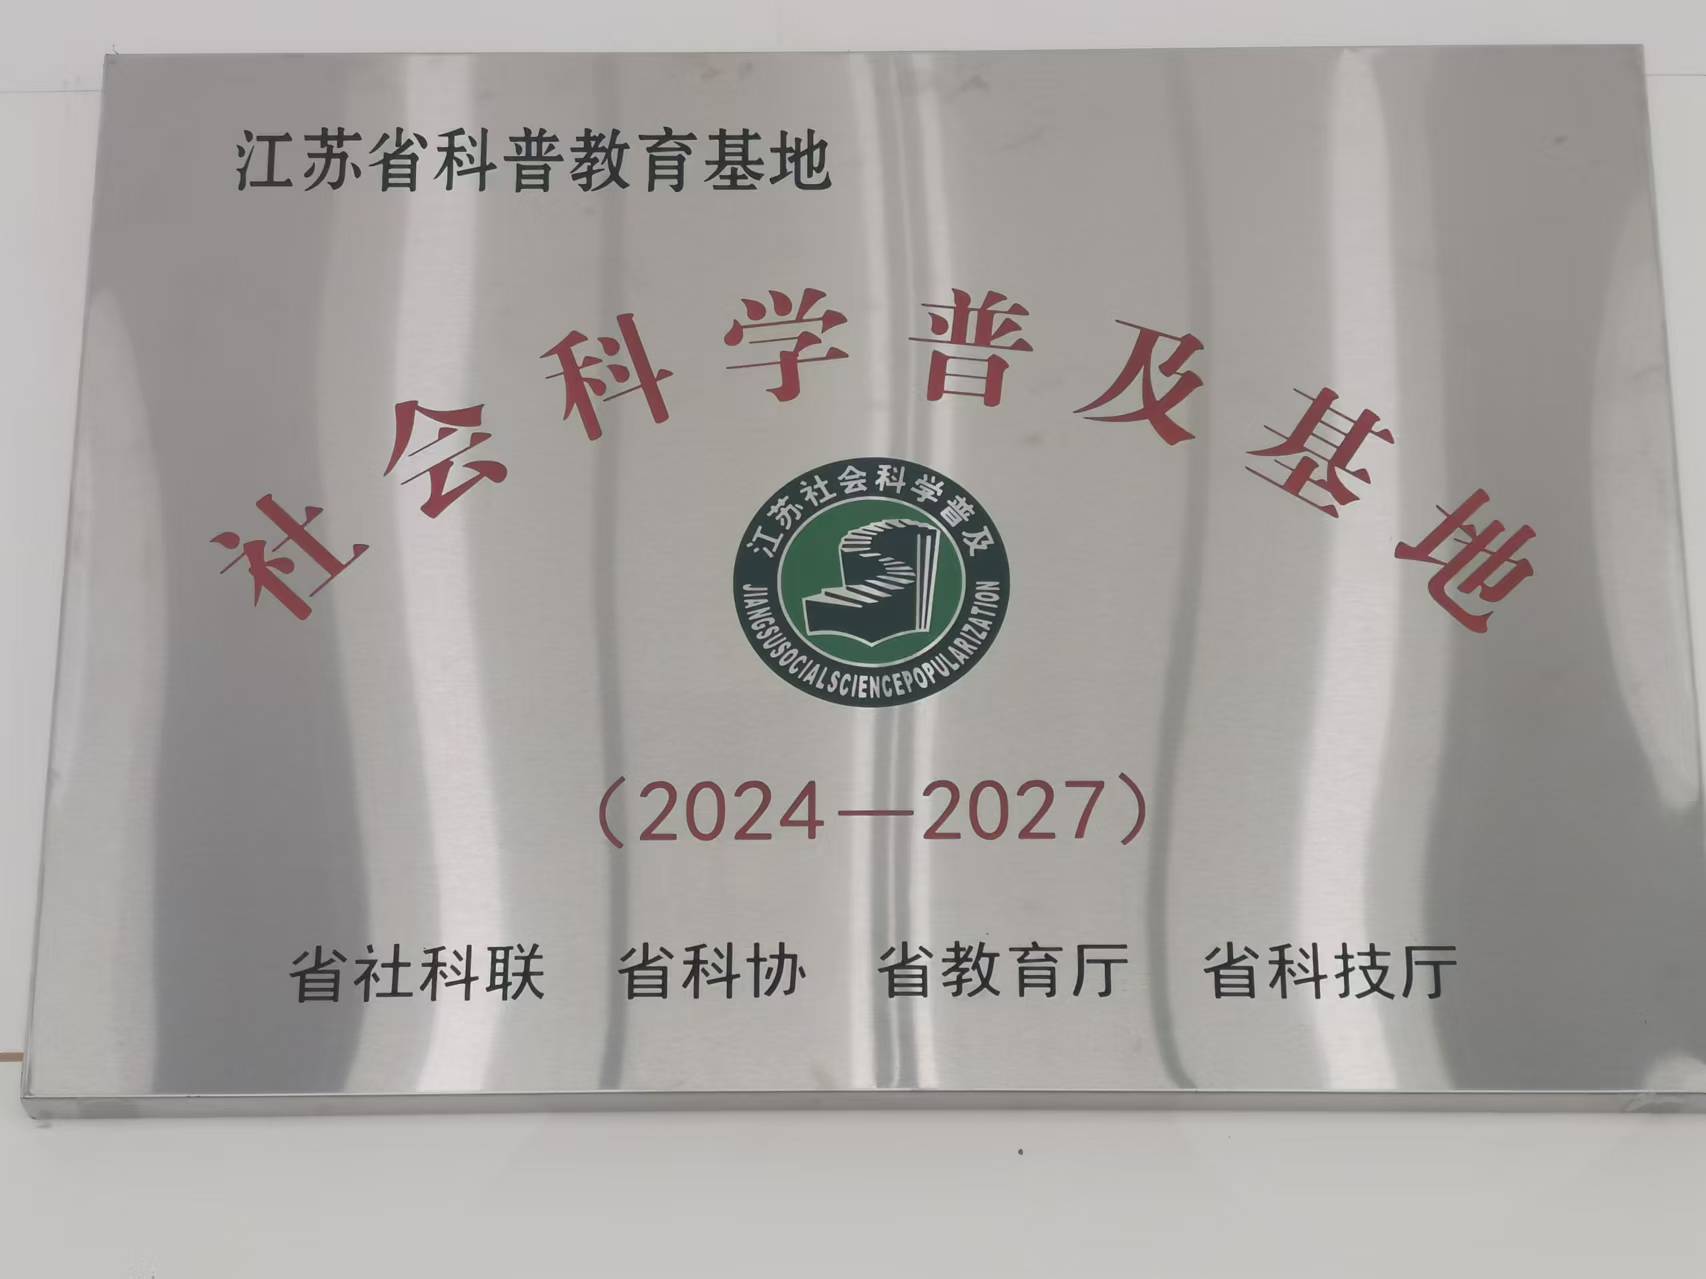 江苏省科普教育基地
社会科学普及基地
江苏社会科学普及
JIANGSUSOCIALSCIENCEPOPULARIZATION
（2024—2027）
省社科联 省科协 省教育厅 省科技厅